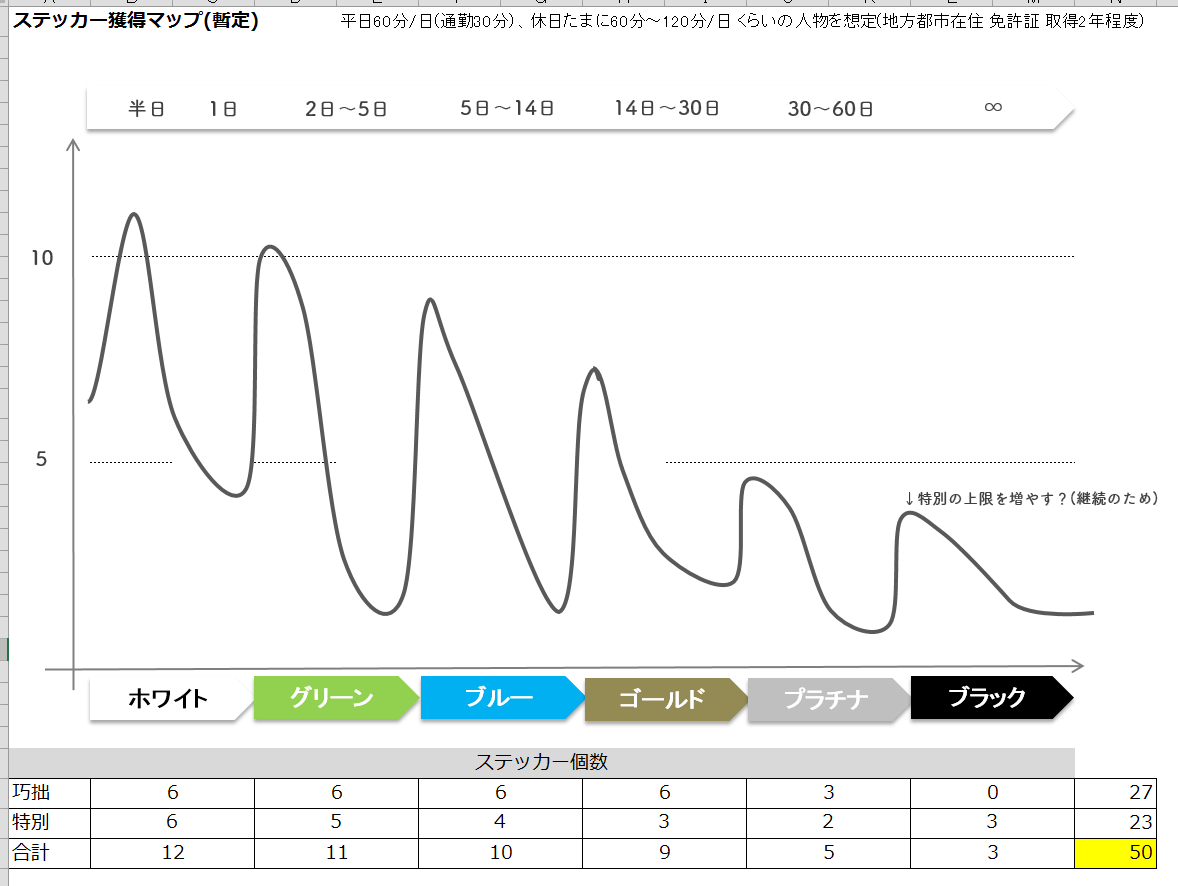 ステッカー獲得マップ(暫定)　平日60分/日(通勤30分)、休日たまに60分～120分/日 くらいの人物を想定(地方都市在住 免許証 取得2年程度)
半日　1日　2日～5日　5日～14日　14日～30日　30～60日　∞
10
5
↓特別の上限を増やす？(継続のため)
ホワイト　グリーン　ブルー　ゴールド　プラチナ　ブラック
ステッカー個数
巧拙　6　6　6　6　3　0　27
特別　6　5　4　3　2　3　23
合計　12　11　10　9　5　3　50